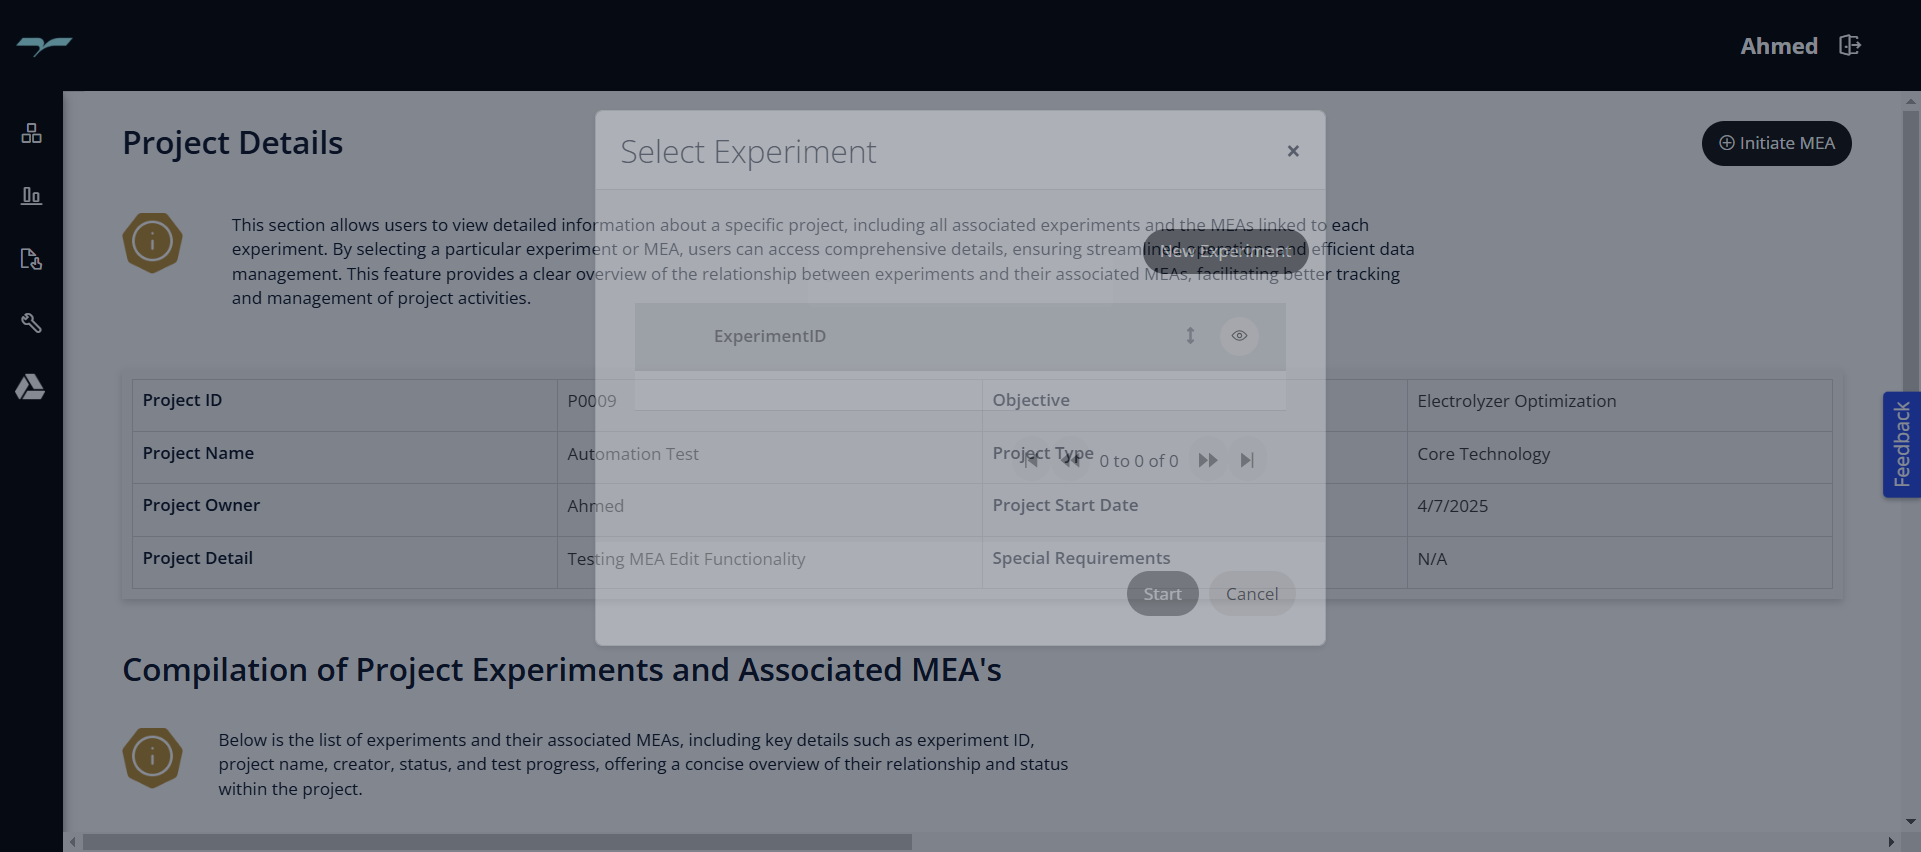 Ahmed
Project Details
Initiate MEA
Select Experiment
×
This section allows users to view detailed information about a specific project, including all associated experiments and the MEAs linked to each
experiment. By selecting a particular experiment or MEA, users can access comprehensive details, ensuring streamlined operations and efficient data
management. This feature provides a clear overview of the relationship between experiments and their associated MEAs, facilitating better tracking
and management of project activities.
New Experiment
ExperimentID
Project ID P0009 Objective Electrolyzer Optimization
Project Name Automation Test Project Type Core Technology
0 to 0 of 0
Project Owner Ahmed Project Start Date 4/7/2025
Project Detail Testing MEA Edit Functionality Special Requirements N/A
Start Cancel
Feedback
Compilation of Project Experiments and Associated MEA's
Below is the list of experiments and their associated MEAs, including key details such as experiment ID,
project name, creator, status, and test progress, offering a concise overview of their relationship and status
within the project.